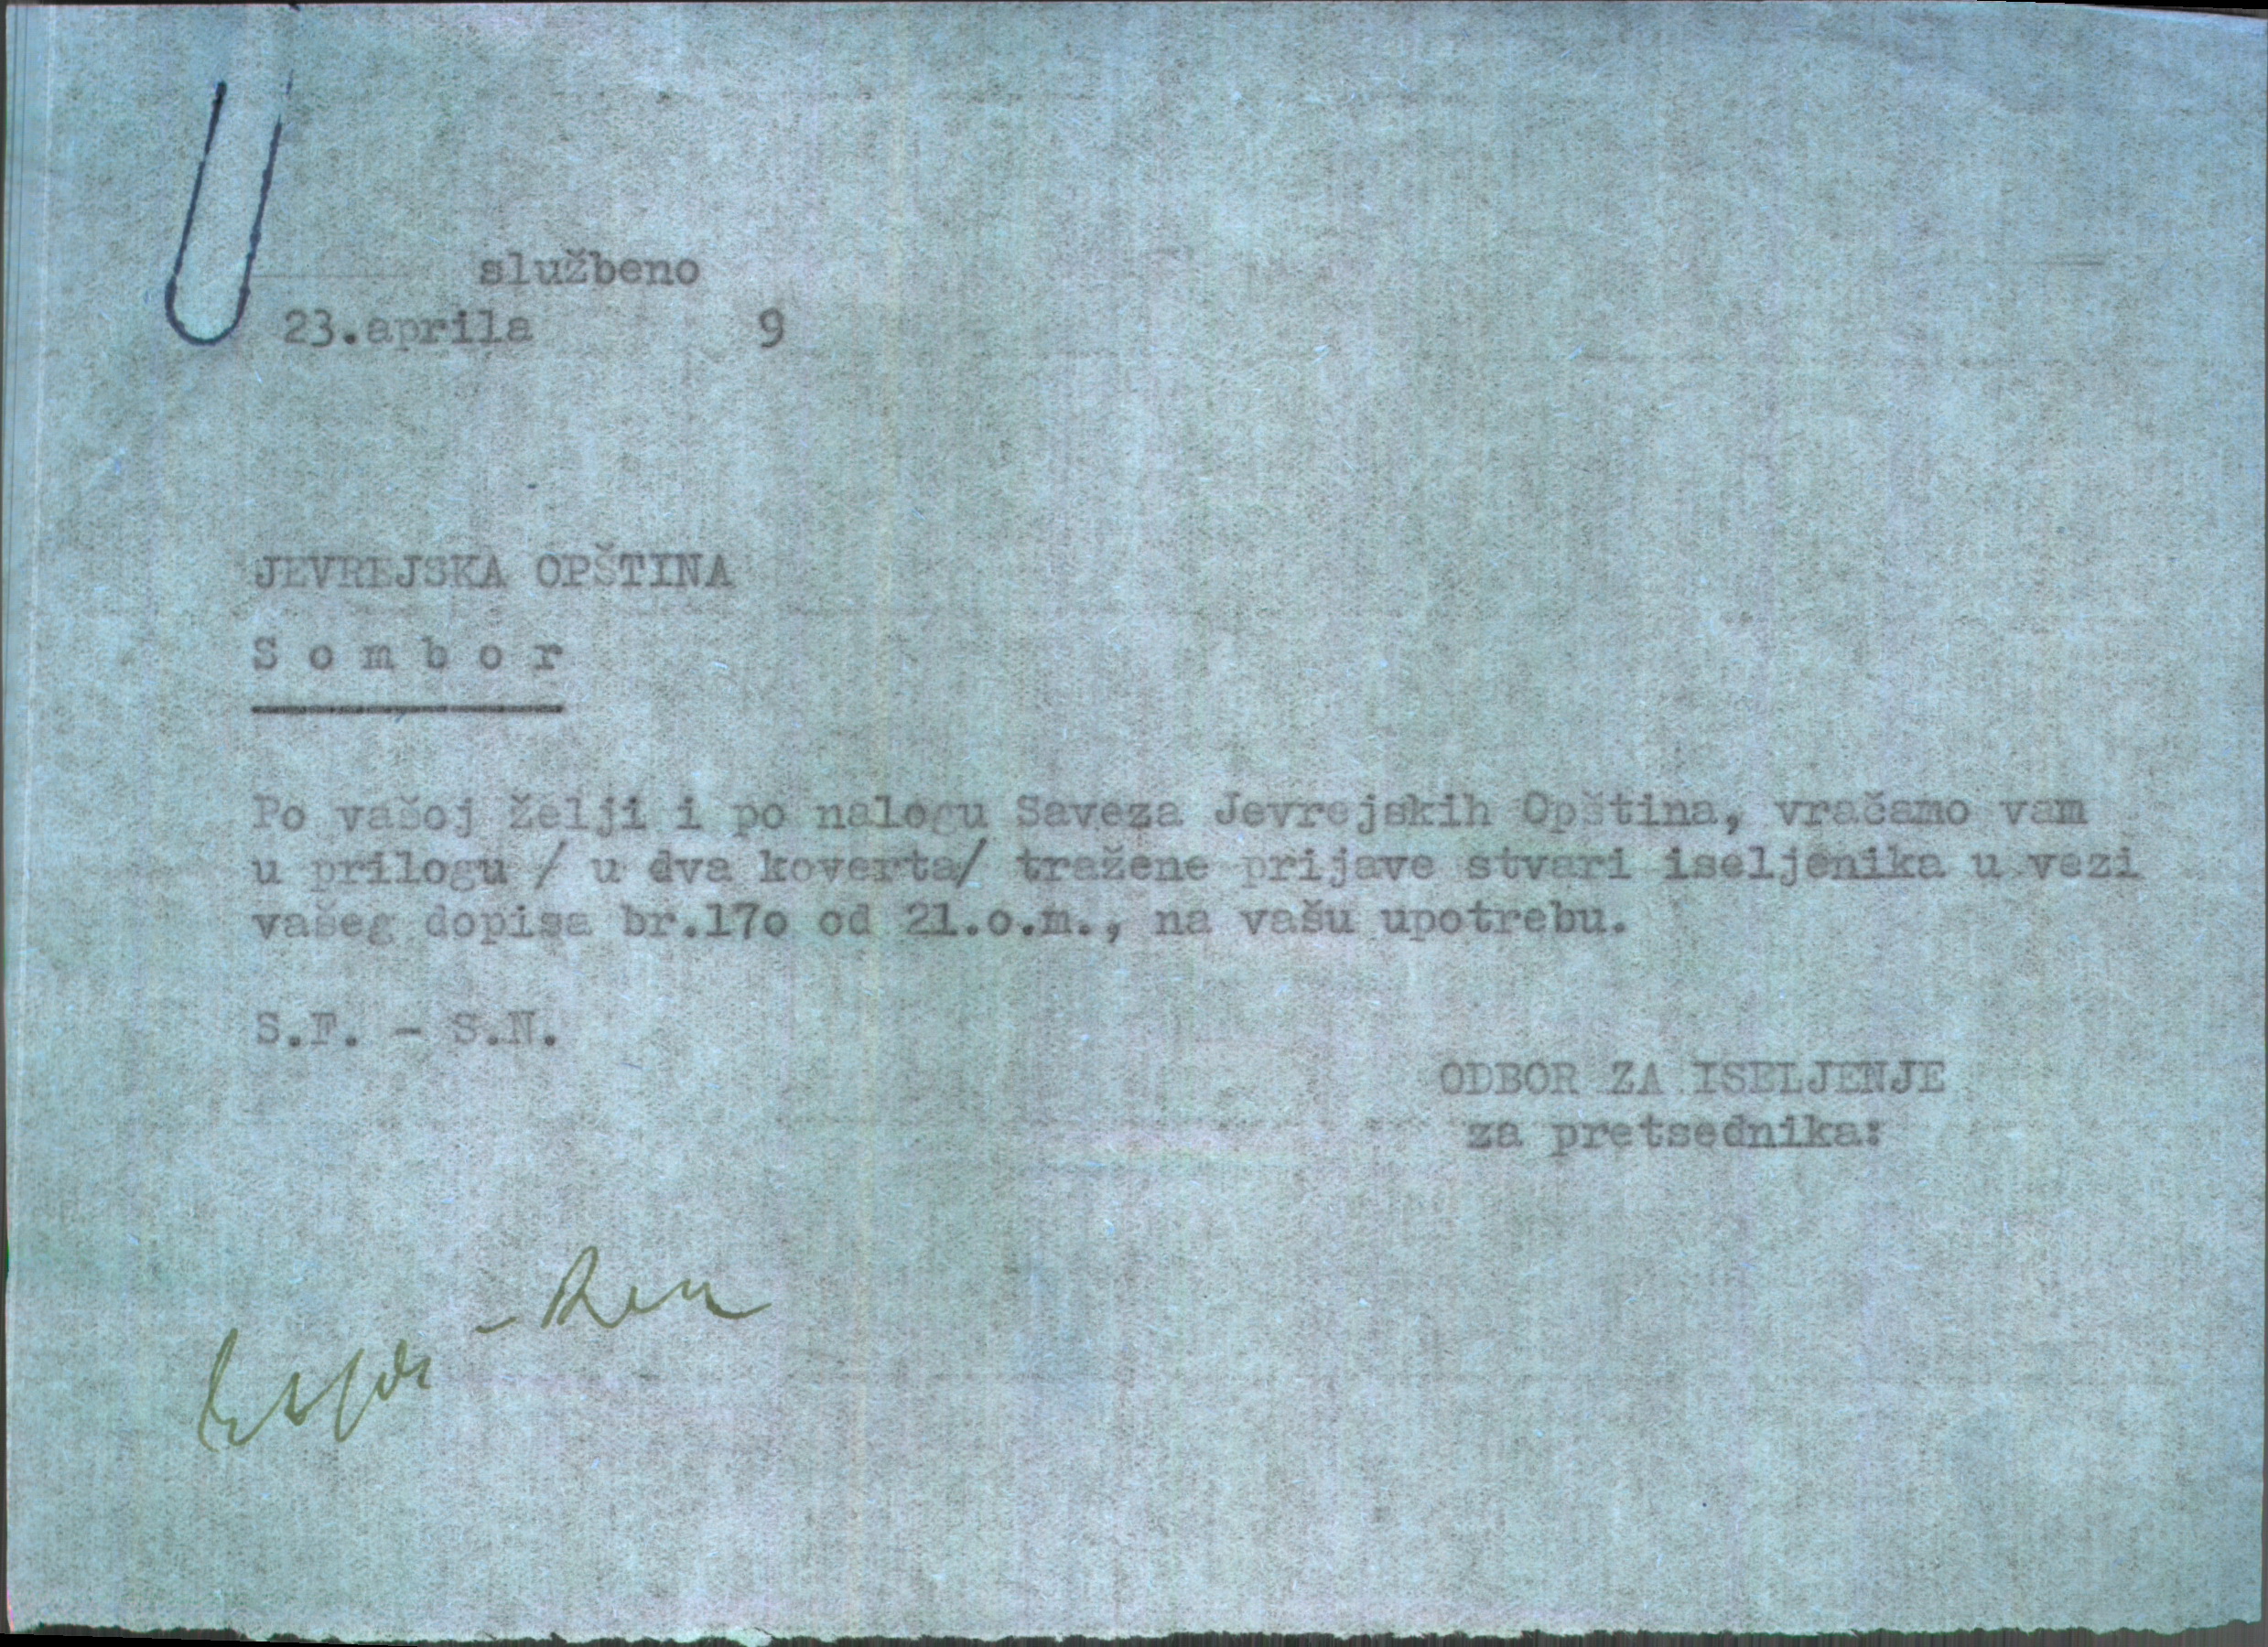 službeno
23.aprila 9
JEVREJSKA OPŠTINA
S o m b o r
Po vašoj želji i po nalogu Saveza Jevrejskih Opština, vračamo vam
u prilogu / u dva koverta/ tražene prijave stvari iseljenika u vezi
vašeg dopisa br.17o od 21.o.m., na vašu upotrebu.
S.F. - S.N.
ODBOR ZA ISELJENJE
za pretsednika: